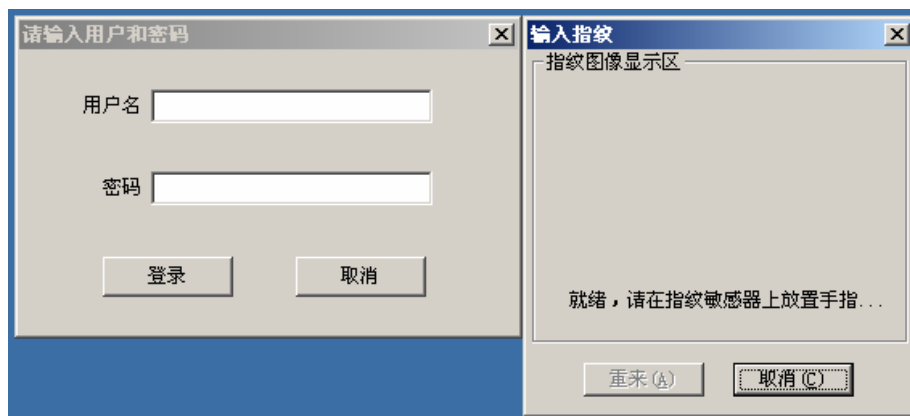 请输入用户和密码
用户名
密码
登录 取消
输入指纹
指纹图像显示区
就绪，请在指纹敏感器上放置手指...
重来(A) 取消(C)